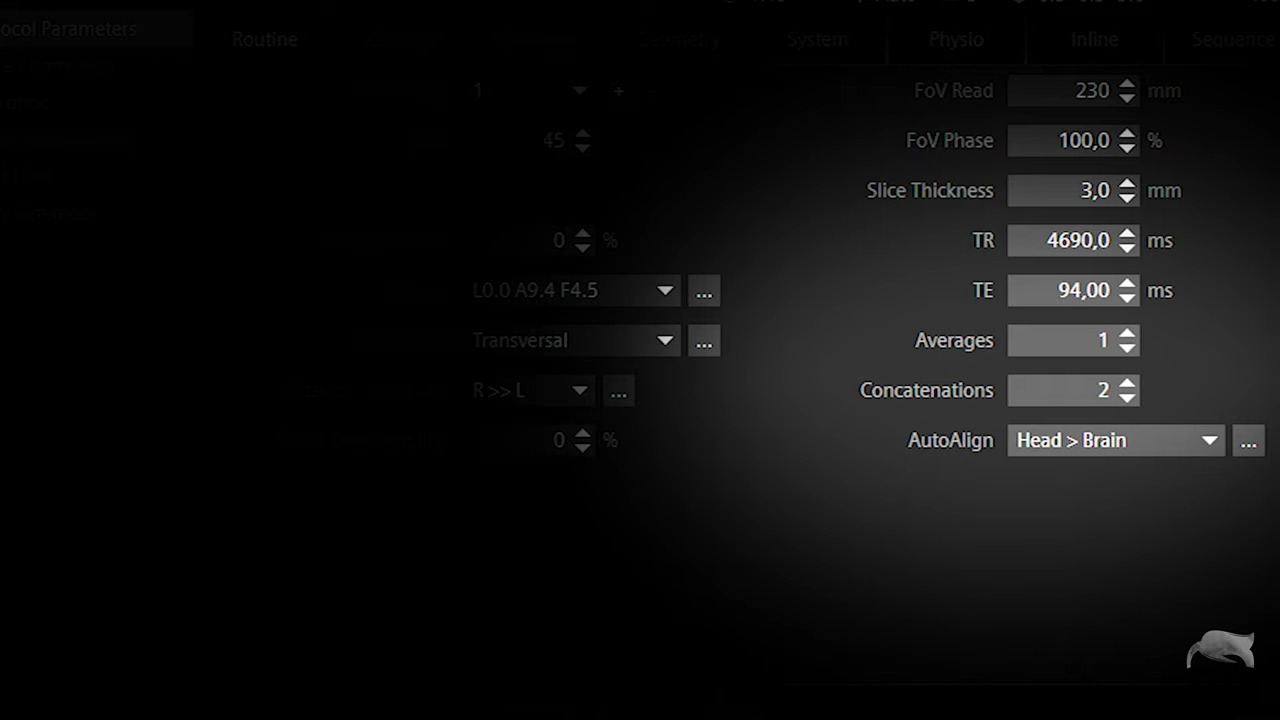 ocol Parameters
Routine Geometry System Physio Inline Sequence
1 + FoV Read 230 mm
45 FoV Phase 100,0 %
Slice Thickness 3,0 mm
0 % TR 4690,0 ms
L0.0 A9.4 F4.5 ... TE 94,00 ms
Transversal ... Averages 1
R >> L ... Concatenations 2
0 % AutoAlign Head > Brain ...